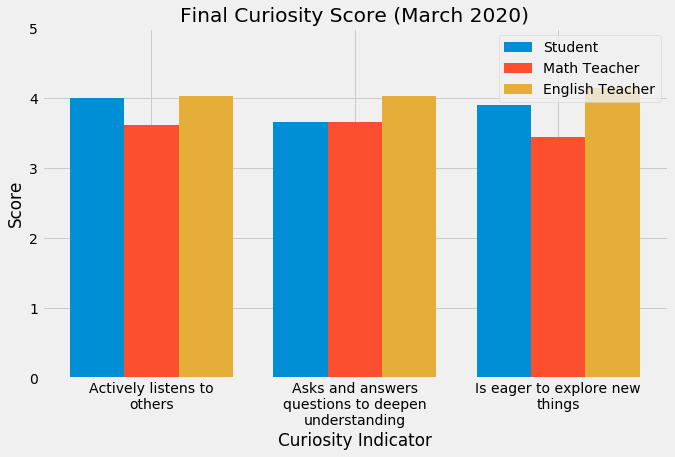 Final Curiosity Score (March 2020)
Student
Math Teacher
English Teacher
5
4
3
2
1
0
Score
Actively listens to
others
Asks and answers
questions to deepen
understanding
Is eager to explore new
things
Curiosity Indicator